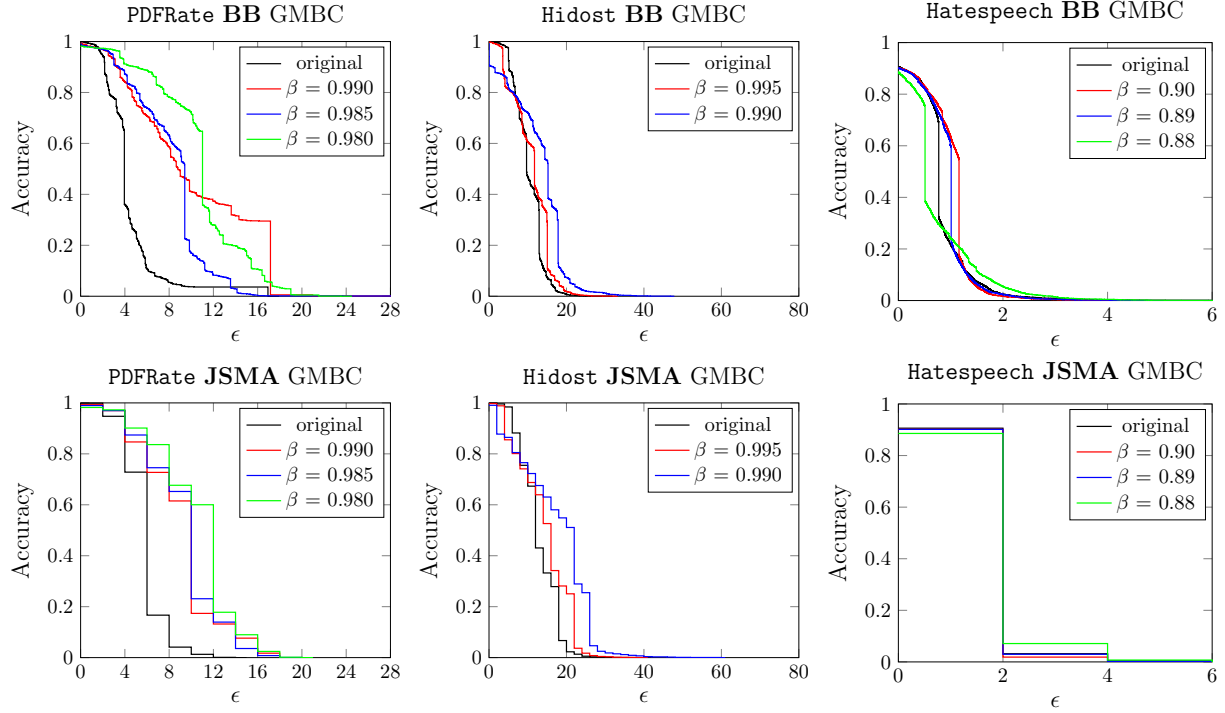 PDFRate BB GMBC
1
0.8
0.6
0.4
0.2
0
Accuracy
0 4 8 12 16 20 24 28
ϵ
original
β = 0.990
β = 0.985
β = 0.980
Hidost BB GMBC
1
0.8
0.6
0.4
0.2
0
Accuracy
0 20 40 60 80
ϵ
original
β = 0.995
β = 0.990
Hatespeech BB GMBC
1
0.8
0.6
0.4
0.2
0
Accuracy
0 2 4 6
ϵ
original
β = 0.90
β = 0.89
β = 0.88
PDFRate JSMA GMBC
1
0.8
0.6
0.4
0.2
0
Accuracy
0 4 8 12 16 20 24 28
ϵ
original
β = 0.990
β = 0.985
β = 0.980
Hidost JSMA GMBC
1
0.8
0.6
0.4
0.2
0
Accuracy
0 20 40 60 80
ϵ
original
β = 0.995
β = 0.990
Hatespeech JSMA GMBC
1
0.8
0.6
0.4
0.2
0
Accuracy
0 2 4 6
ϵ
original
β = 0.90
β = 0.89
β = 0.88